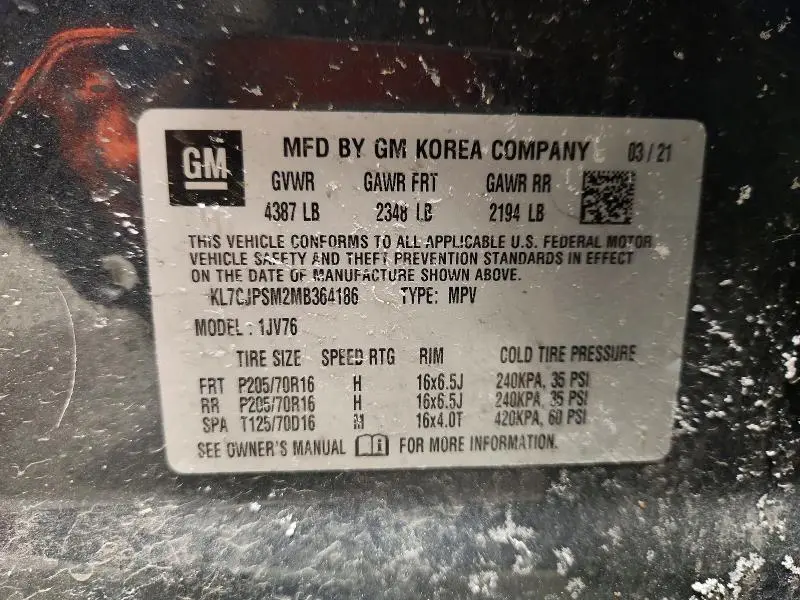 GM MFD BY GM KOREA COMPANY 03/21
GVWR GAWR FRT GAWR RR
4387 LB 2348 LB 2194 LB
THIS VEHICLE CONFORMS TO ALL APPLICABLE U.S. FEDERAL MOTOR
VEHICLE SAFETY AND THEFT PREVENTION STANDARDS IN EFFECT
ON THE DATE OF MANUFACTURE SHOWN ABOVE.
KL7CJPSM2MB364186 TYPE: MPV
MODEL : 1JV76
TIRE SIZE SPEED RTG RIM COLD TIRE PRESSURE
FRT P205/70R16 H 16x6.5J 240KPA, 35 PSI
RR P205/70R16 H 16x6.5J 240KPA, 35 PSI
SPA T125/70D16 M 16x4.0T 420KPA, 60 PSI
SEE OWNER'S MANUAL FOR MORE INFORMATION.